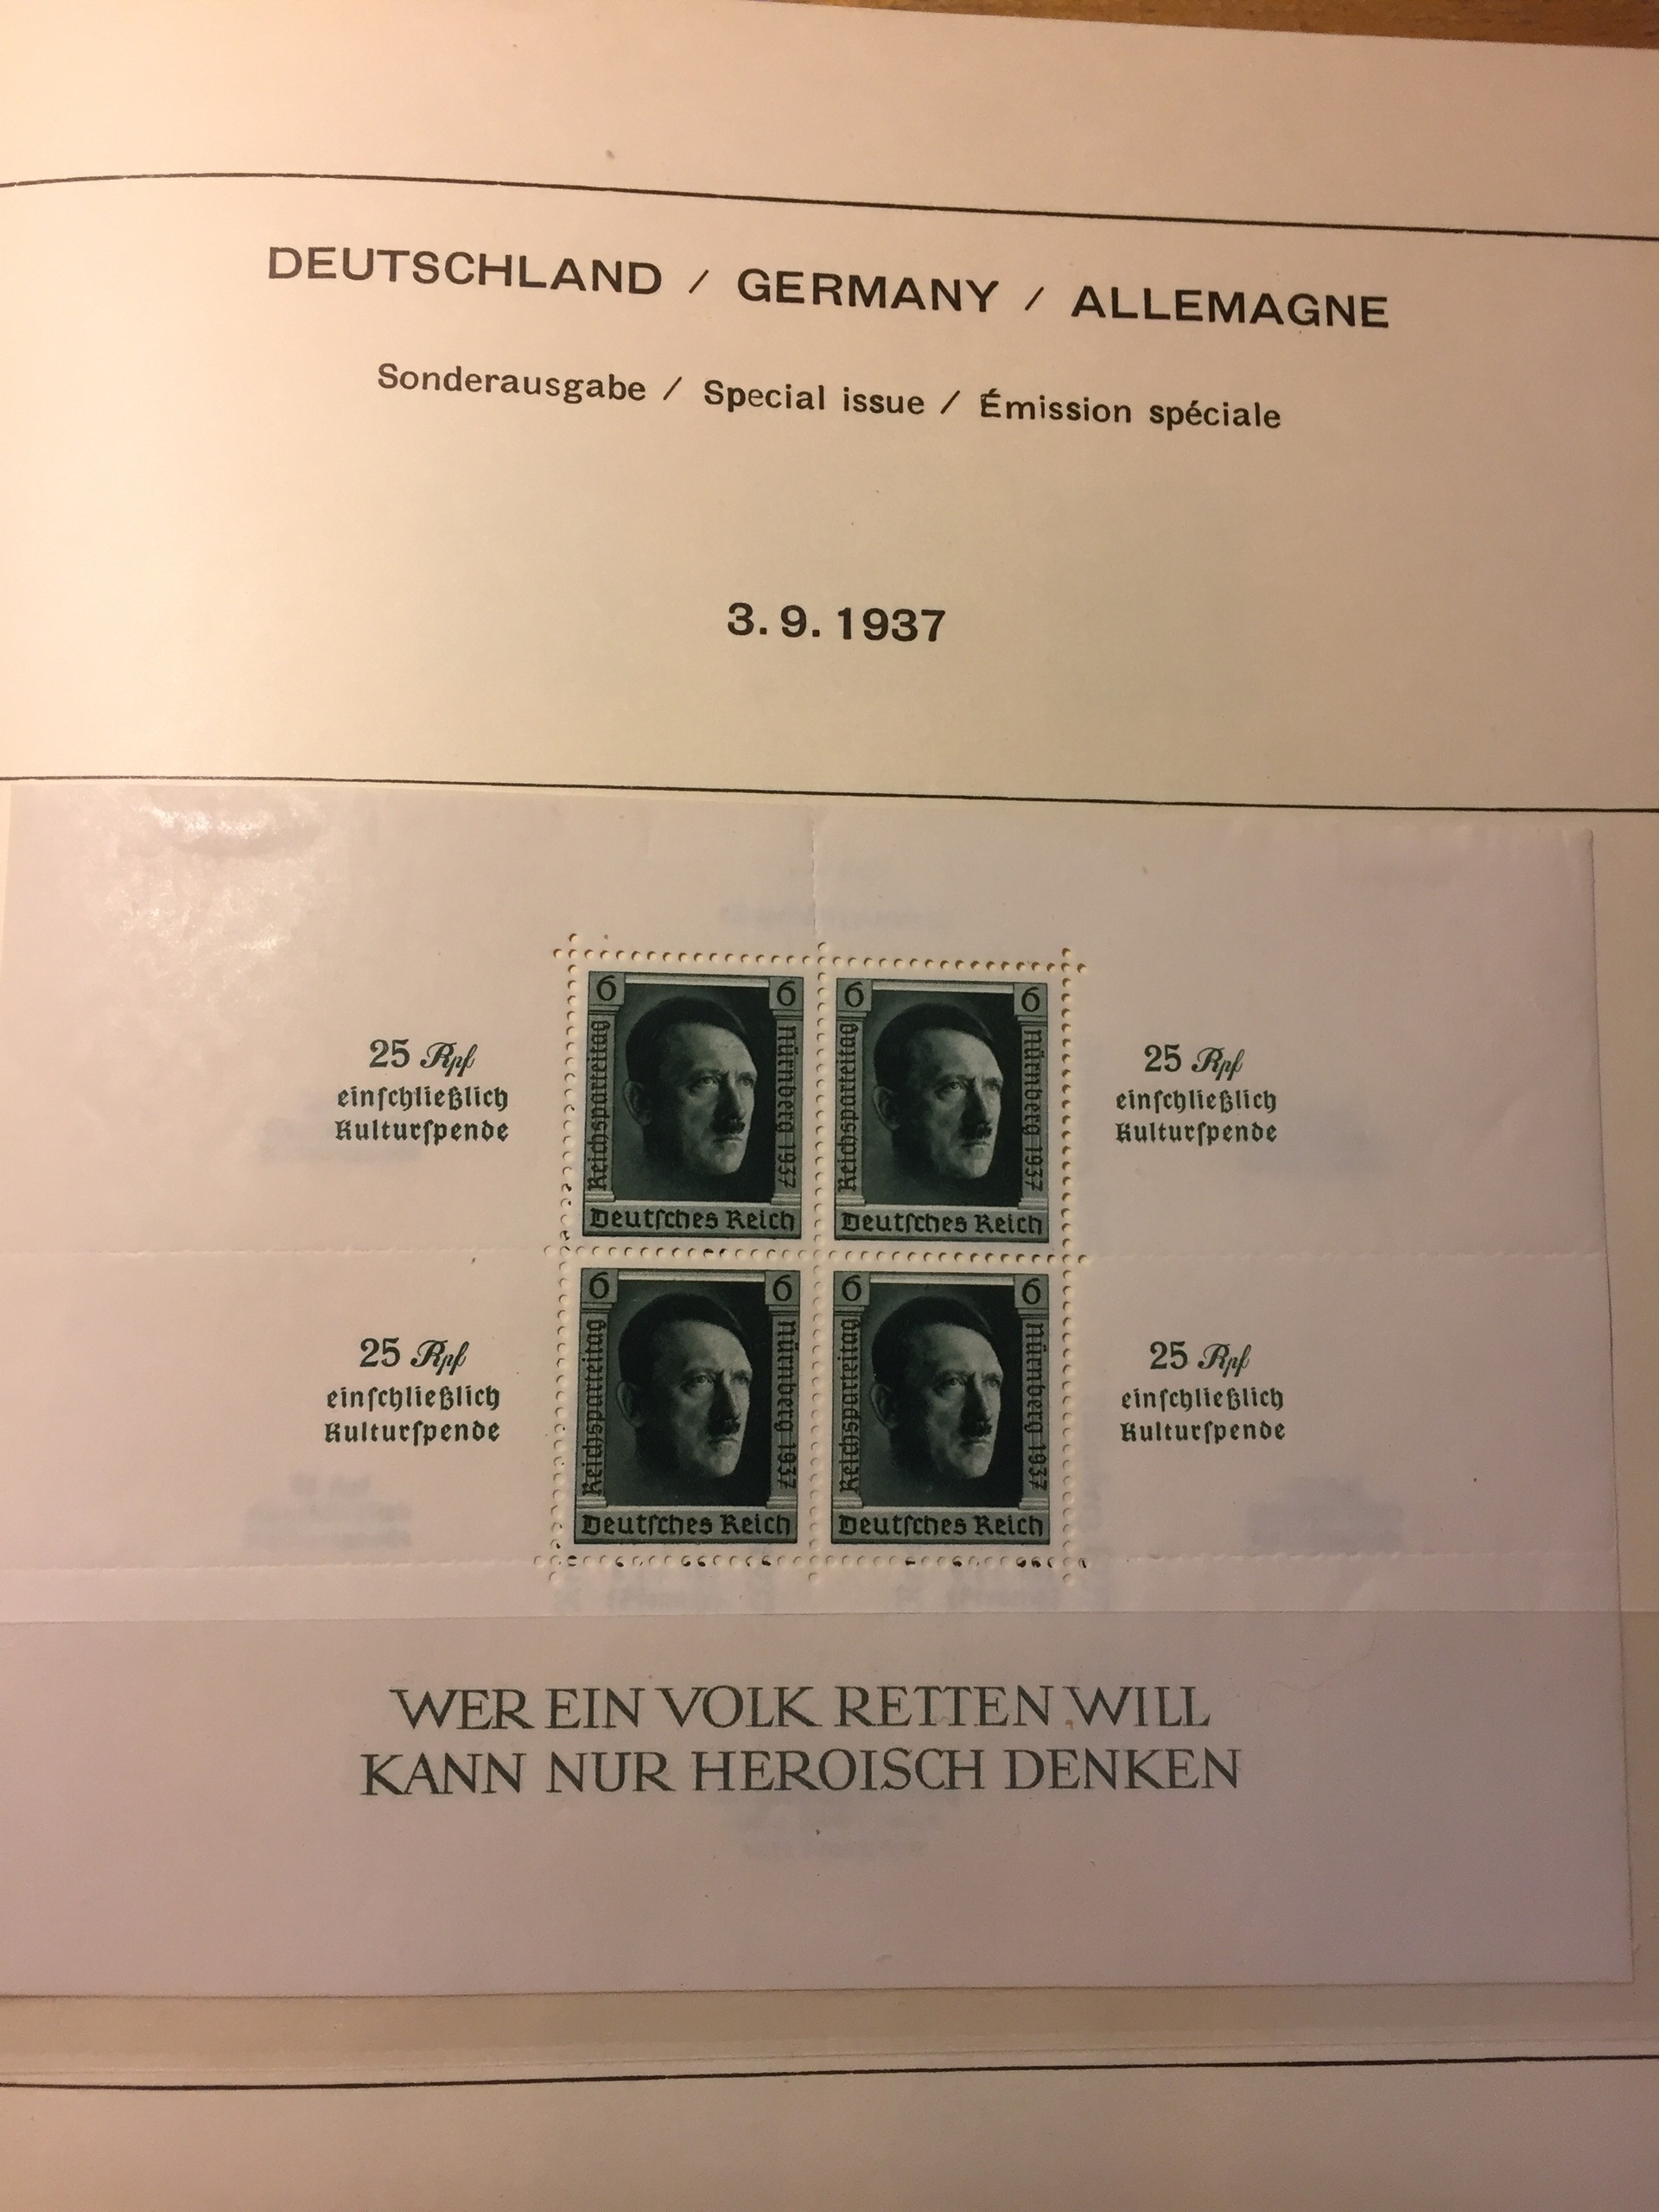 DEUTSCHLAND / GERMANY / ALLEMAGNE
Sonderausgabe / Special issue / Émission spéciale
3. 9. 1937
25 Rpf
einſchließlich
Kulturſpende
6 6
Reichsparteitag
Nürnberg 1937
Deutſches Reich
6 6
Reichsparteitag
Nürnberg 1937
Deutſches Reich
25 Rpf
einſchließlich
Kulturſpende
25 Rpf
einſchließlich
Kulturſpende
6 6
Reichsparteitag
Nürnberg 1937
Deutſches Reich
6 6
Reichsparteitag
Nürnberg 1937
Deutſches Reich
25 Rpf
einſchließlich
Kulturſpende
WER EIN VOLK RETTEN WILL
KANN NUR HEROISCH DENKEN